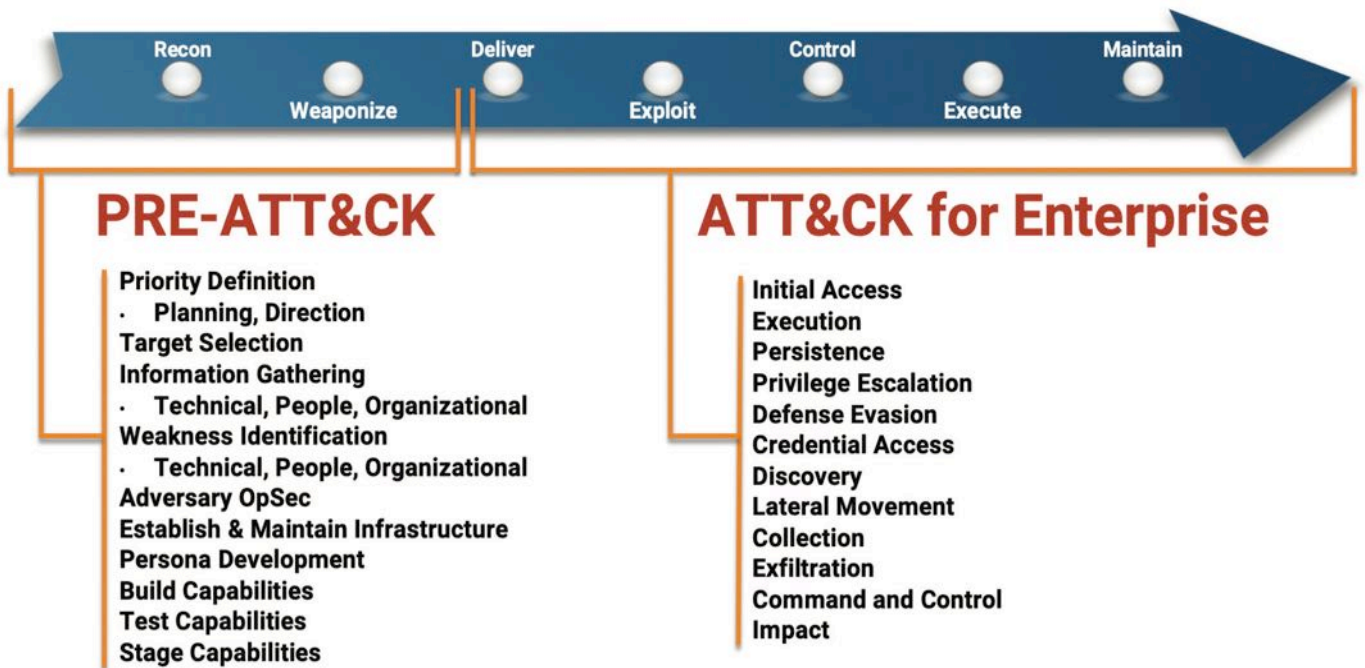 Recon
Weaponize
Deliver
Exploit
Control
Execute
Maintain
PRE-ATT&CK
Priority Definition
· Planning, Direction
Target Selection
Information Gathering
· Technical, People, Organizational
Weakness Identification
· Technical, People, Organizational
Adversary OpSec
Establish & Maintain Infrastructure
Persona Development
Build Capabilities
Test Capabilities
Stage Capabilities
ATT&CK for Enterprise
Initial Access
Execution
Persistence
Privilege Escalation
Defense Evasion
Credential Access
Discovery
Lateral Movement
Collection
Exfiltration
Command and Control
Impact